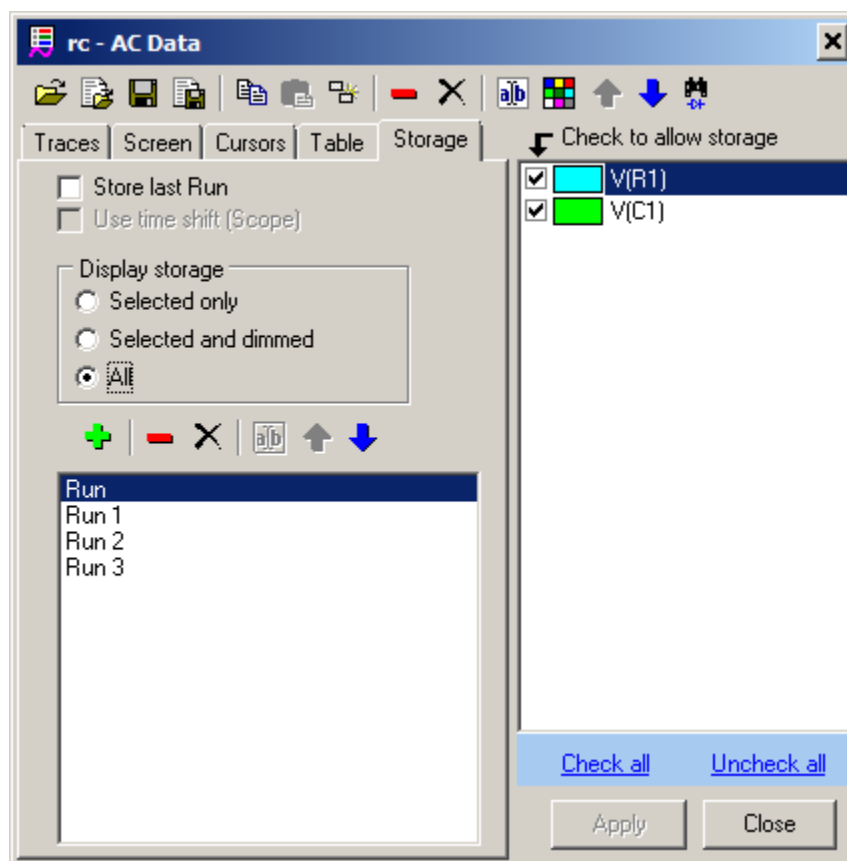 rc - AC Data
Traces Screen Cursors Table Storage
Check to allow storage
Store last Run
Use time shift (Scope)
Display storage
Selected only
Selected and dimmed
All
Run
Run 1
Run 2
Run 3
V(R1)
V(C1)
Check all Uncheck all
Apply Close